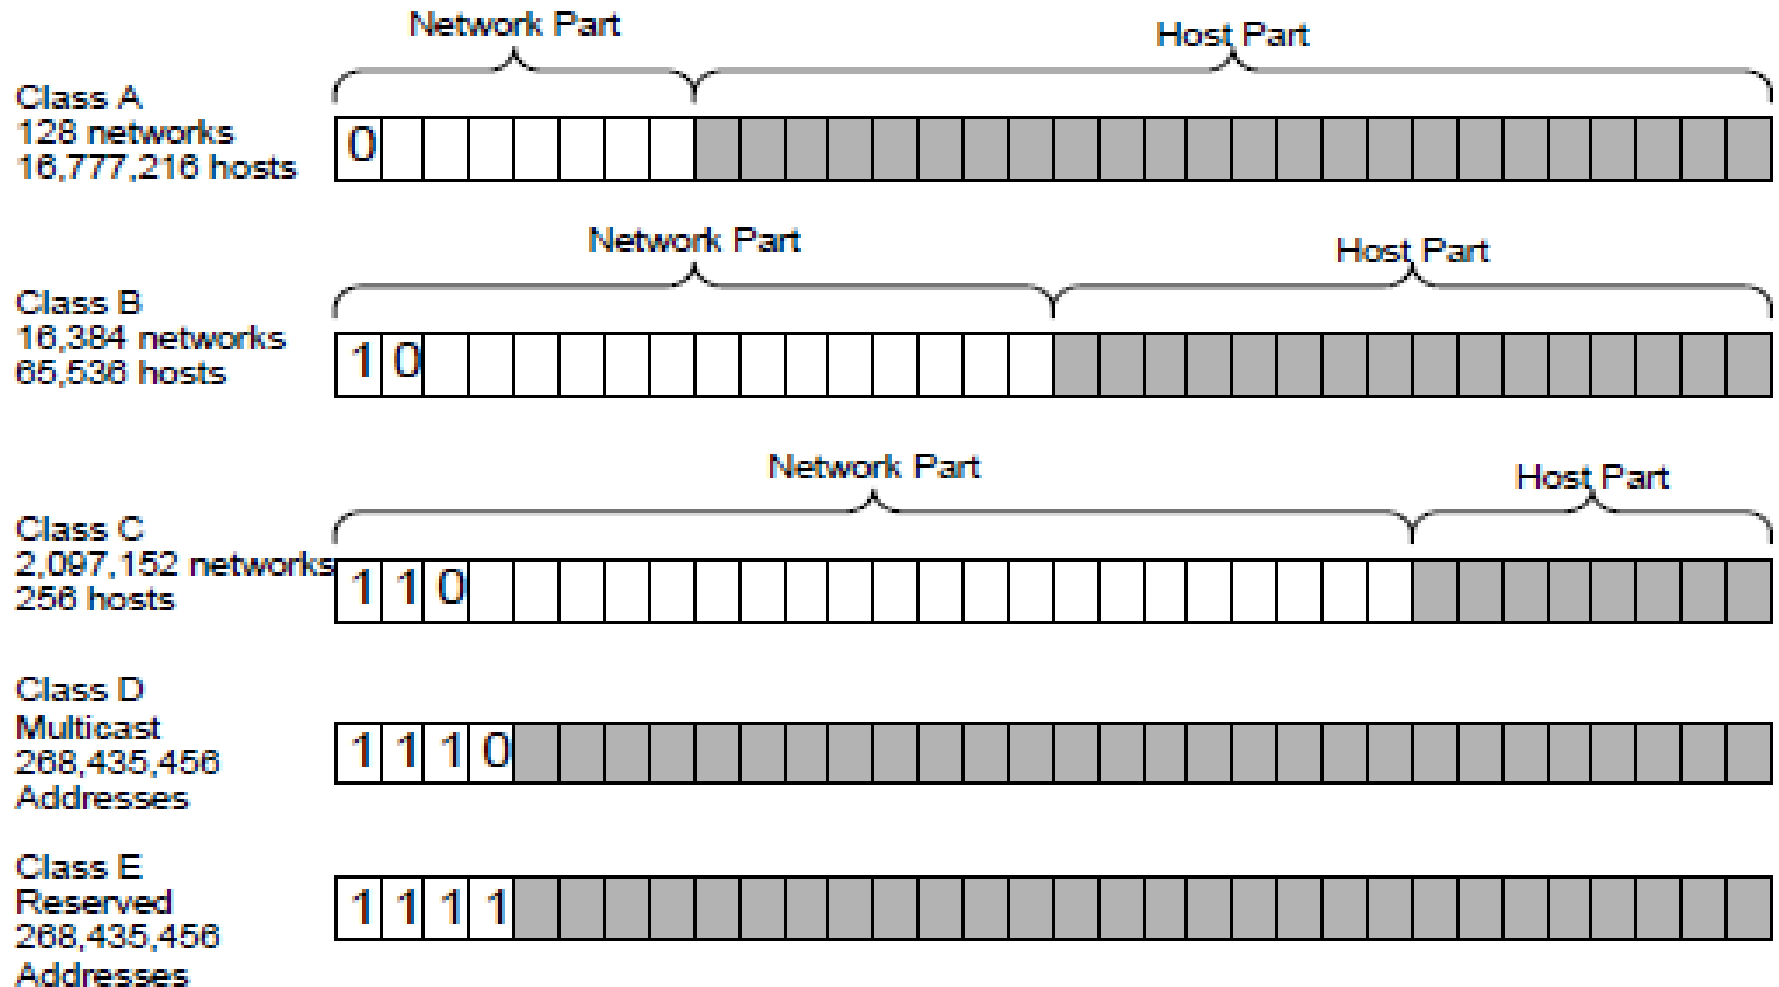 Network Part
Host Part
Class A
128 networks
16,777,216 hosts
0
Network Part
Host Part
Class B
16,384 networks
65,536 hosts
1 0
Network Part
Host Part
Class C
2,097,152 networks
256 hosts
1 1 0
Class D
Multicast
268,435,456
Addresses
1 1 1 0
Class E
Reserved
268,435,456
Addresses
1 1 1 1